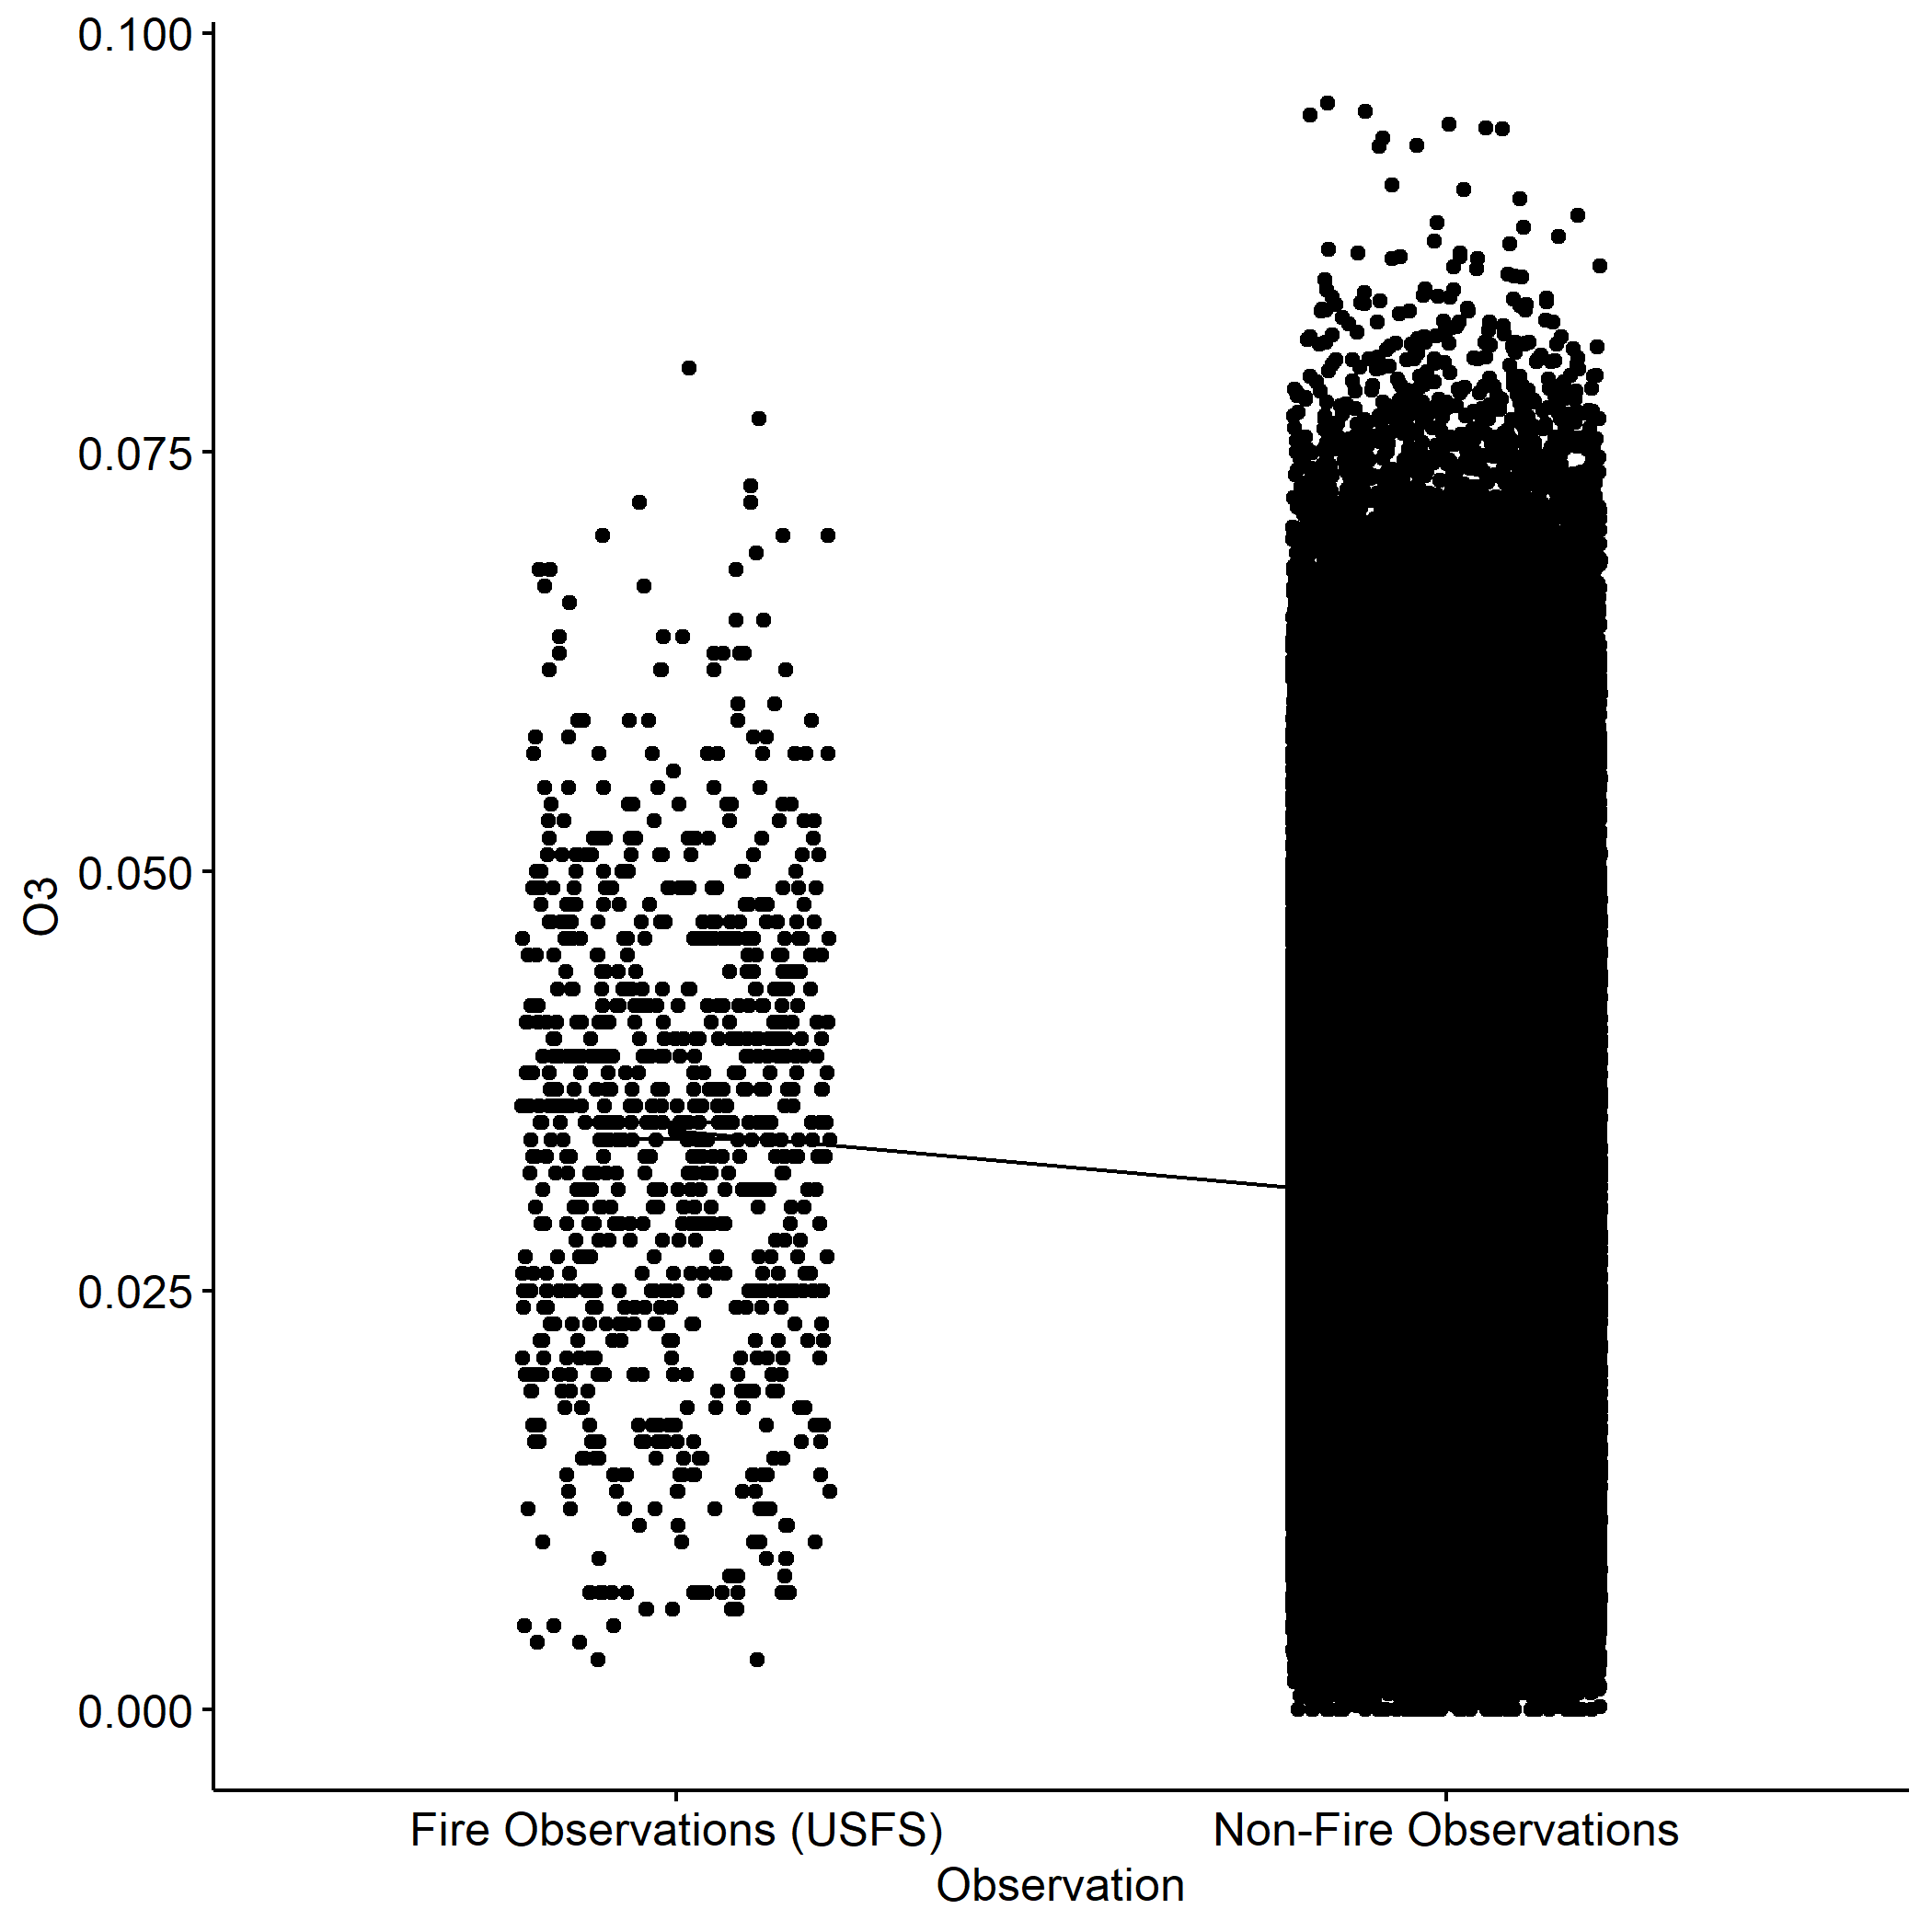 0.100
0.075
0.050
0.025
0.000
O3
Fire Observations (USFS)
Non-Fire Observations
Observation